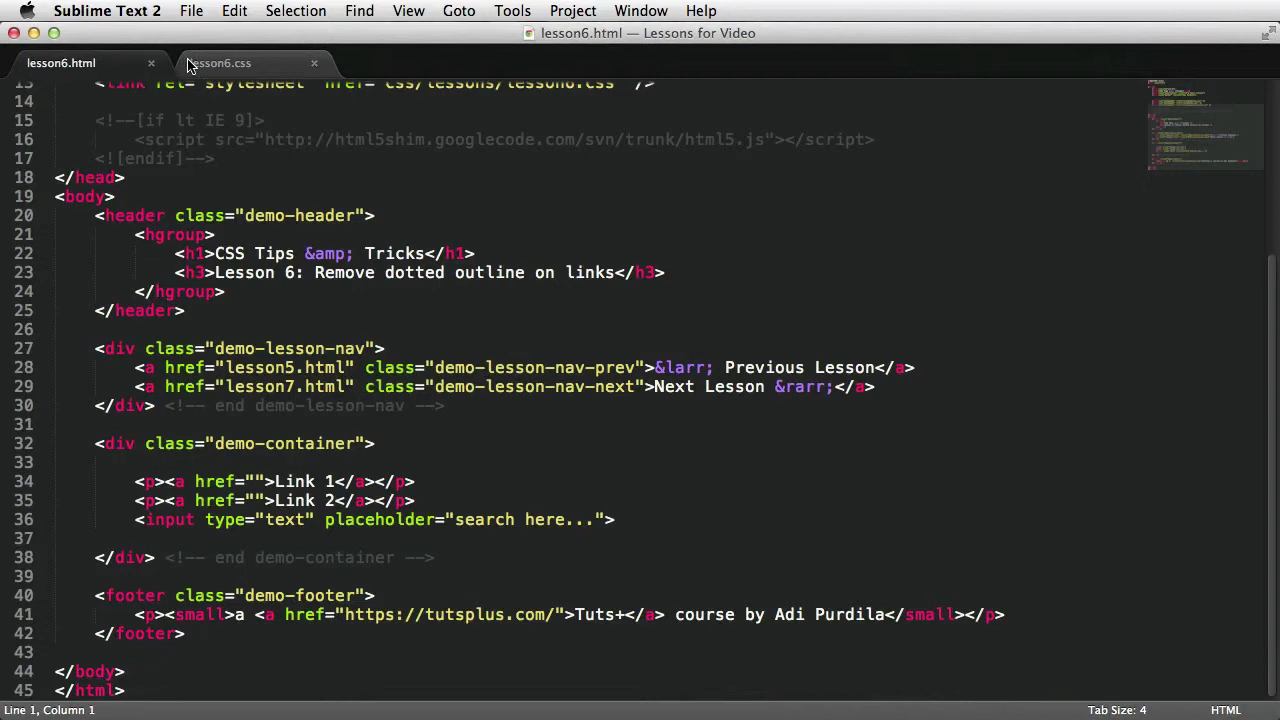 Sublime Text 2 File Edit Selection Find View Goto Tools Project Window Help
lesson6.html — Lessons for Video
lesson6.html × lesson6.css ×
13 <link rel="stylesheet" href="css/lessons/lesson6.css" />
14
15 <!--[if lt IE 9]>
16 <script src="http://html5shim.googlecode.com/svn/trunk/html5.js"></script>
17 <![endif]-->
18 </head>
19 <body>
20 <header class="demo-header">
21 <hgroup>
22 <h1>CSS Tips &amp; Tricks</h1>
23 <h3>Lesson 6: Remove dotted outline on links</h3>
24 </hgroup>
25 </header>
26
27 <div class="demo-lesson-nav">
28 <a href="lesson5.html" class="demo-lesson-nav-prev">&larr; Previous Lesson</a>
29 <a href="lesson7.html" class="demo-lesson-nav-next">Next Lesson &rarr;</a>
30 </div> <!-- end demo-lesson-nav -->
31
32 <div class="demo-container">
33
34 <p><a href="">Link 1</a></p>
35 <p><a href="">Link 2</a></p>
36 <input type="text" placeholder="search here...">
37
38 </div> <!-- end demo-container -->
39
40 <footer class="demo-footer">
41 <p><small>a <a href="https://tutsplus.com/">Tuts+</a> course by Adi Purdila</small></p>
42 </footer>
43
44 </body>
45 </html>
Line 1, Column 1 Tab Size: 4 HTML